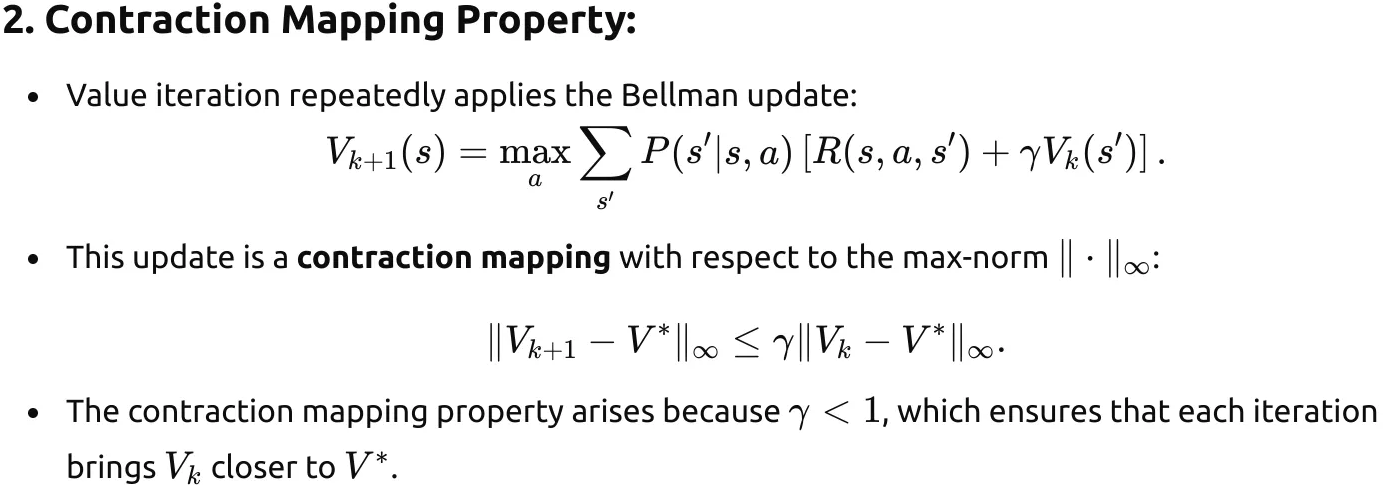 2. Contraction Mapping Property:
• Value iteration repeatedly applies the Bellman update:
$$V_{k+1}(s) = \max_{a} \sum_{s'} P(s'|s, a) \left[ R(s, a, s') + \gamma V_k(s') \right].$$
• This update is a contraction mapping with respect to the max-norm $\| \cdot \|_\infty$:
$$\|V_{k+1} - V^*\|_\infty \leq \gamma \|V_k - V^*\|_\infty.$$
• The contraction mapping property arises because $\gamma < 1$, which ensures that each iteration
brings $V_k$ closer to $V^*$.